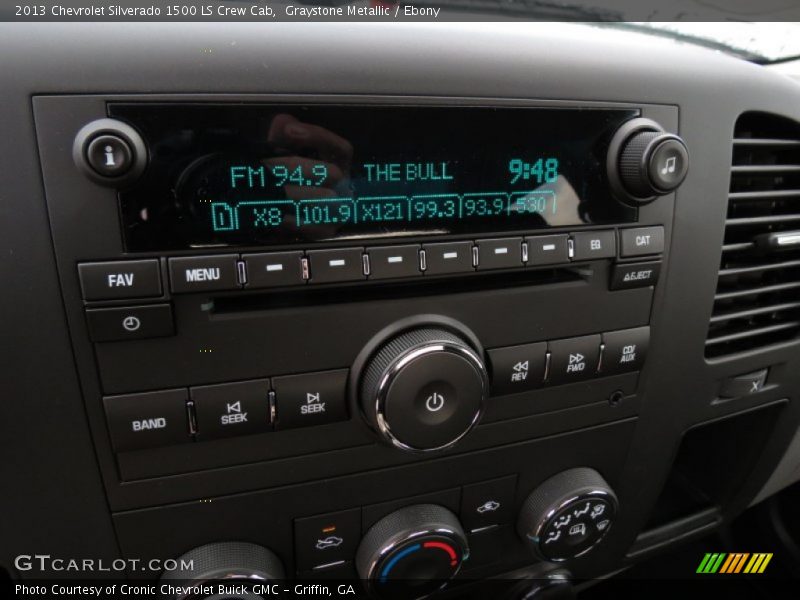 2013 Chevrolet Silverado 1500 LS Crew Cab,  Graystone Metallic / Ebony
FM 94.9 THE BULL 9:48
1 X8 101.9 X121 99.3 93.9 530
FAV MENU EQ CAT
EJECT
BAND SEEK SEEK REV FWD CD/AUX
X
GTCARLOT.COM
Photo Courtesy of Cronic Chevrolet Buick GMC – Griffin, GA